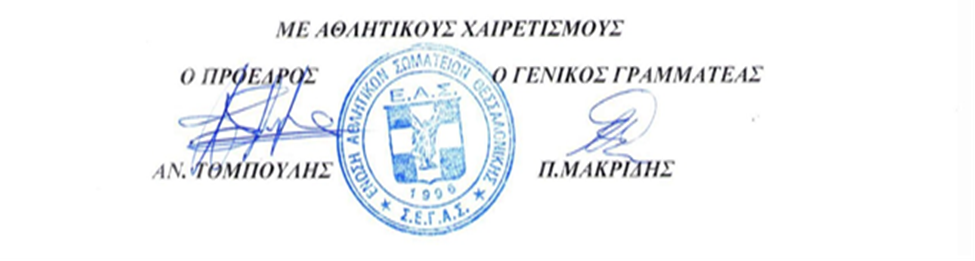 ΜΕ ΑΘΛΗΤΙΚΟΥΣ ΧΑΙΡΕΤΙΣΜΟΥΣ
Ο ΠΡΟΕΔΡΟΣ Ο ΓΕΝΙΚΟΣ ΓΡΑΜΜΑΤΕΑΣ
ΕΝΩΣΗ ΑΘΛΗΤΙΚΩΝ ΣΩΜΑΤΕΙΩΝ ΘΕΣΣΑΛΟΝΙΚΗΣ
Ε.Α.Σ.
1996
Σ.Ε.Γ.Α.Σ.
ΑΝ. ΤΟΜΠΟΥΛΗΣ Π.ΜΑΚΡΙΔΗΣ